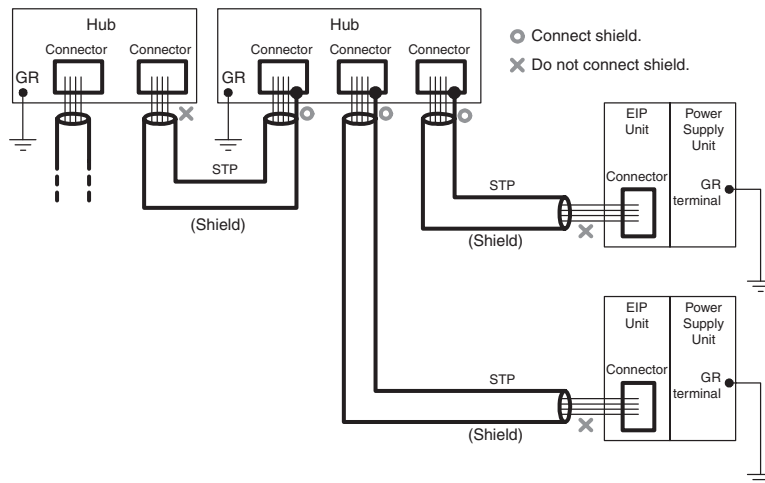 Hub
Connector Connector
GR
Hub
Connector Connector Connector
GR
Connect shield.
Do not connect shield.
STP
(Shield)
EIP
Unit
Power
Supply
Unit
Connector
GR
terminal
STP
(Shield)
EIP
Unit
Power
Supply
Unit
Connector
GR
terminal
STP
(Shield)